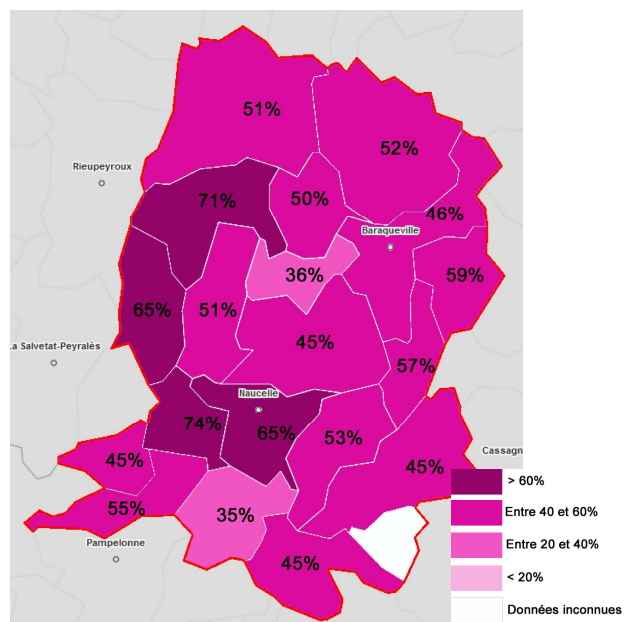 51%
52%
Rieupeyroux
71%
50%
46%
Baraqueville
36%
59%
65%
51%
45%
La Salvetat-Peyralès
57%
Naucelle
74%
65%
53%
45%
45%
Cassagn
> 60%
55%
35%
Entre 40 et 60%
Pampelonne
Entre 20 et 40%
45%
< 20%
Données inconnues